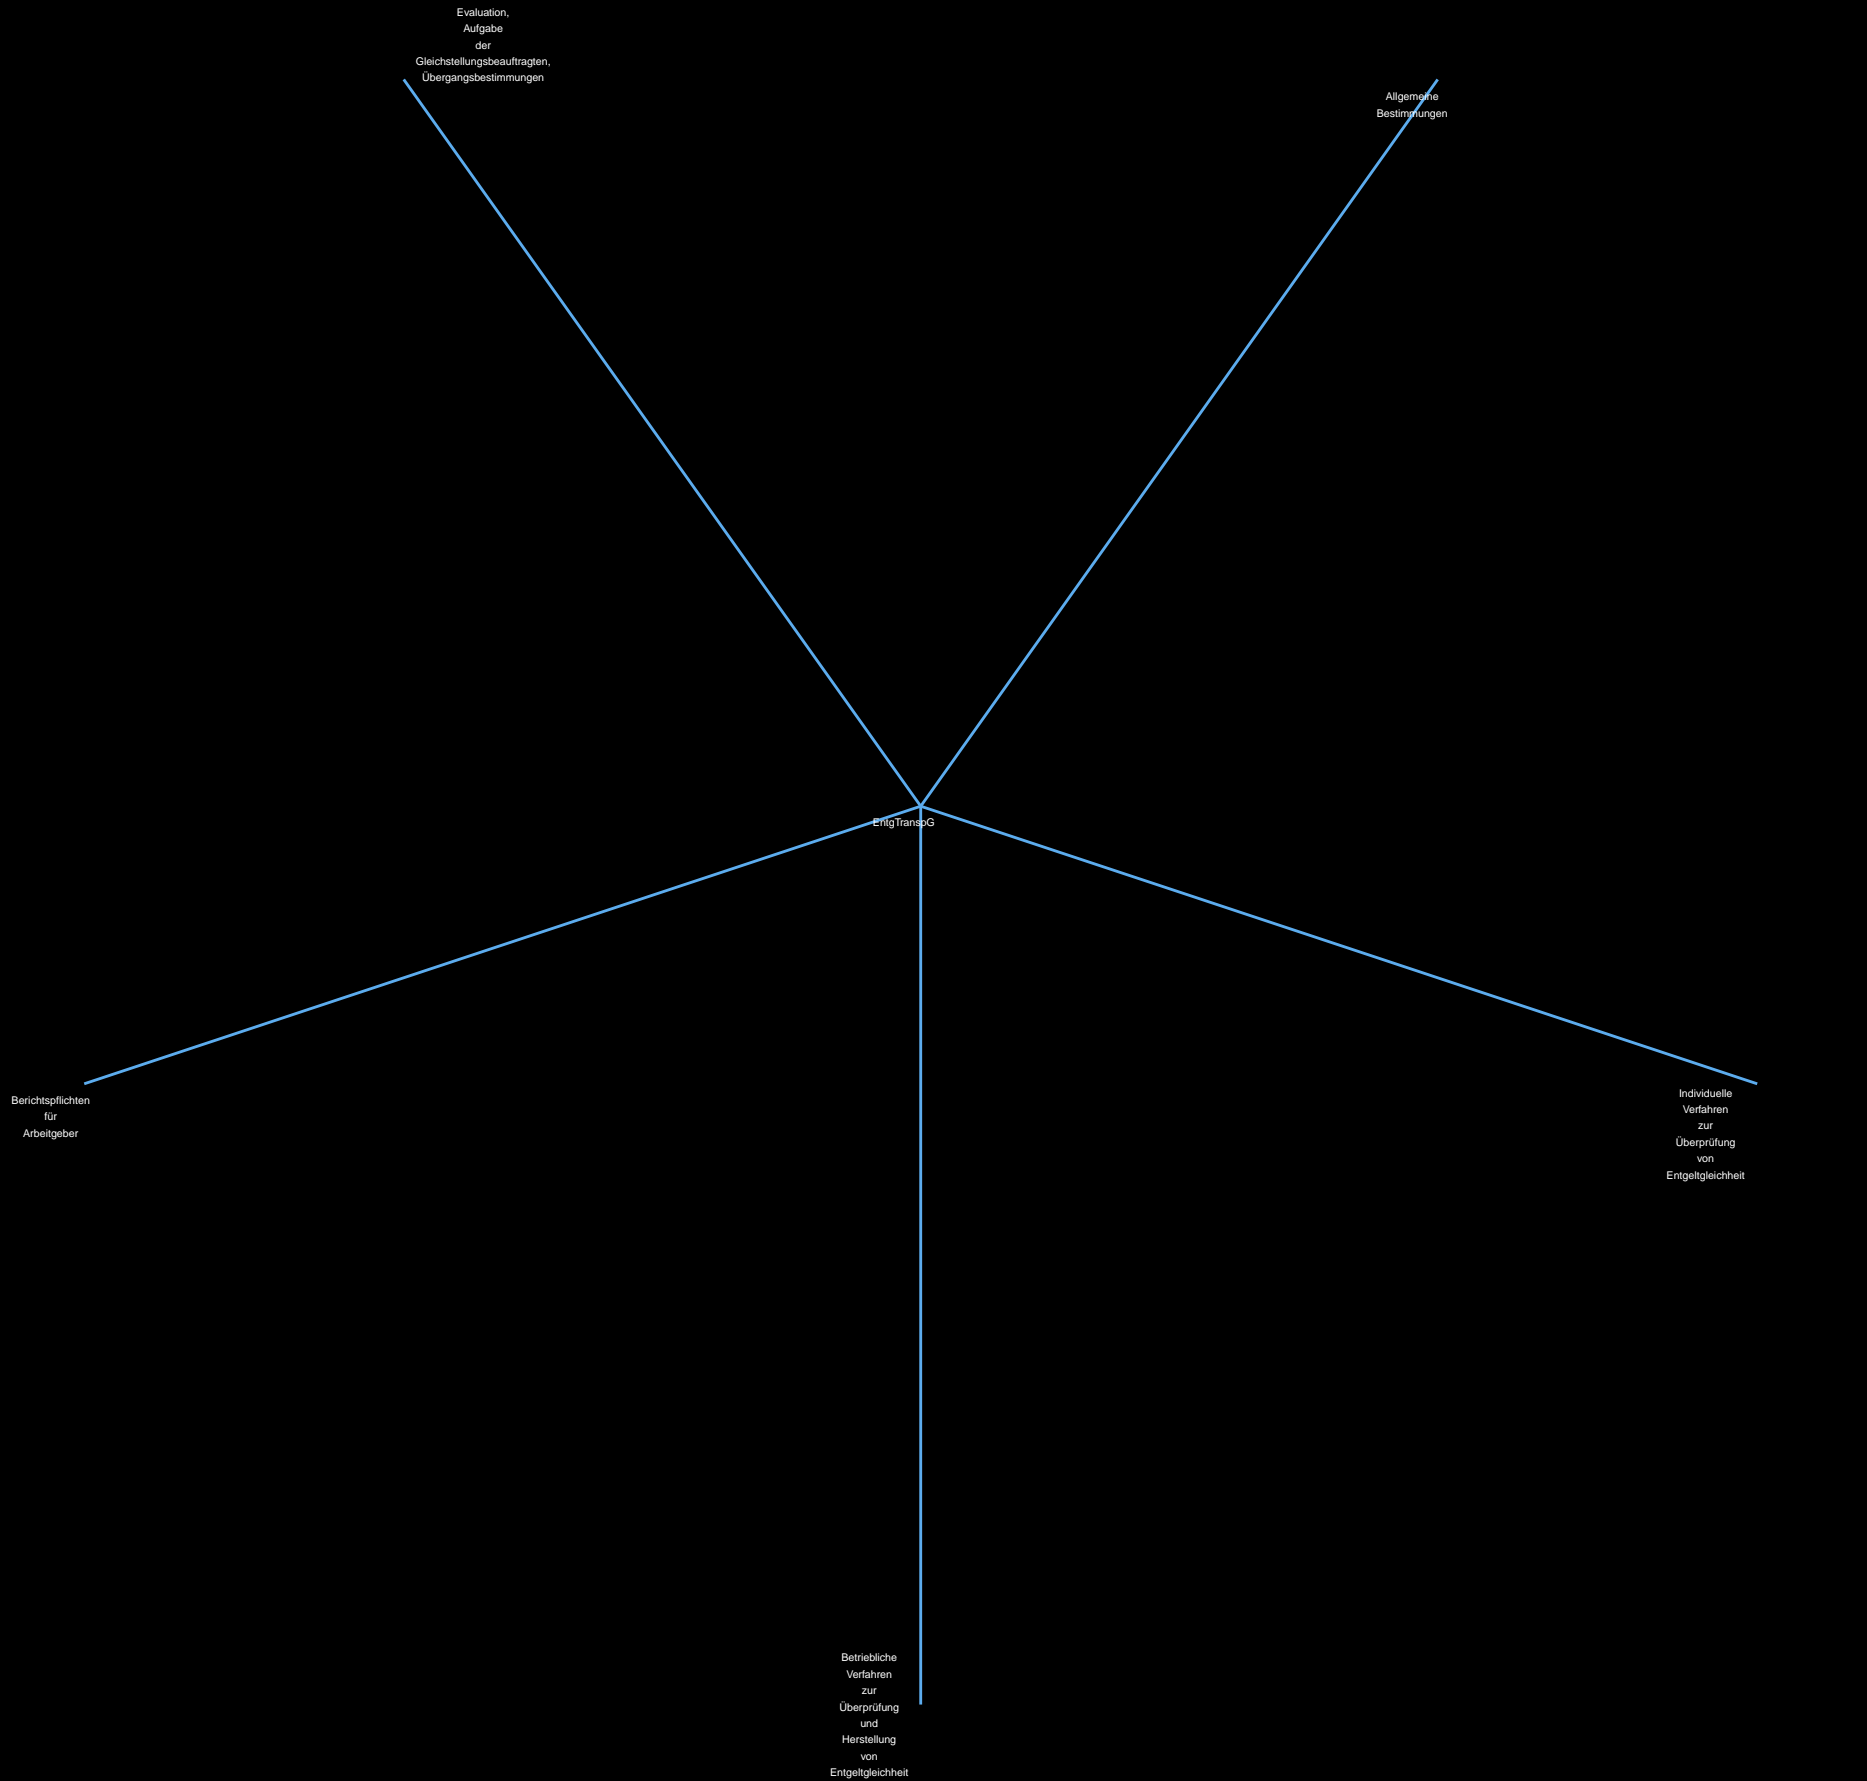 Evaluation,
Aufgabe
der
Gleichstellungsbeauftragten,
Übergangsbestimmungen
Allgemeine
Bestimmungen
EntgTranspG
Berichtspflichten
für
Arbeitgeber
Individuelle
Verfahren
zur
Überprüfung
von
Entgeltgleichheit
Betriebliche
Verfahren
zur
Überprüfung
und
Herstellung
von
Entgeltgleichheit